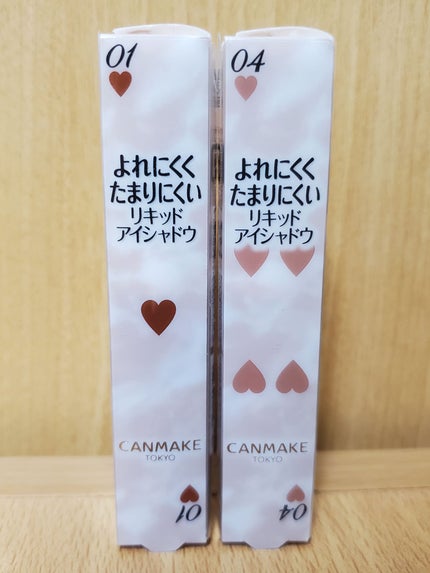 01
よれにくく
たまりにくい
リキッド
アイシャドウ
CANMAKE
TOKYO
01
04
よれにくく
たまりにくい
リキッド
アイシャドウ
CANMAKE
TOKYO
04